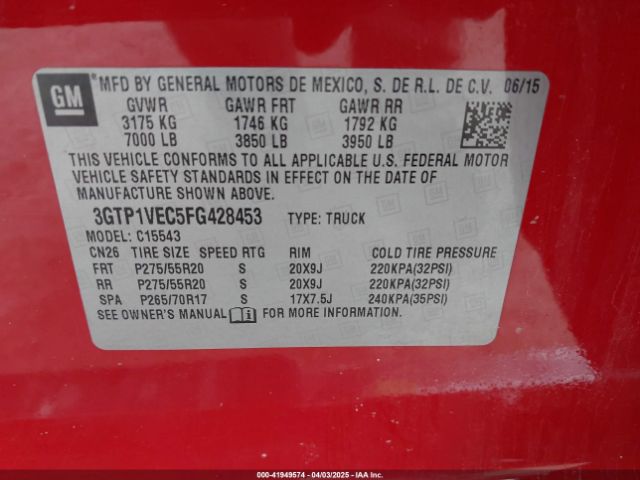 GM
MFD BY GENERAL MOTORS DE MEXICO, S. DE R.L. DE C.V. 06/15
GVWR GAWR FRT GAWR RR
3175 KG 1746 KG 1792 KG
7000 LB 3850 LB 3950 LB
THIS VEHICLE CONFORMS TO ALL APPLICABLE U.S. FEDERAL MOTOR
VEHICLE SAFETY STANDARDS IN EFFECT ON THE DATE OF
MANUFACTURE SHOWN ABOVE.
3GTP1VEC5FG428453 TYPE: TRUCK
MODEL: C15543
CN26 TIRE SIZE SPEED RTG RIM COLD TIRE PRESSURE
FRT P275/55R20 S 20X9J 220KPA(32PSI)
RR P275/55R20 S 20X9J 220KPA(32PSI)
SPA P265/70R17 S 17X7.5J 240KPA(35PSI)
SEE OWNER'S MANUAL FOR MORE INFORMATION.
000-41949574 - 04/03/2025 - IAA, Inc.